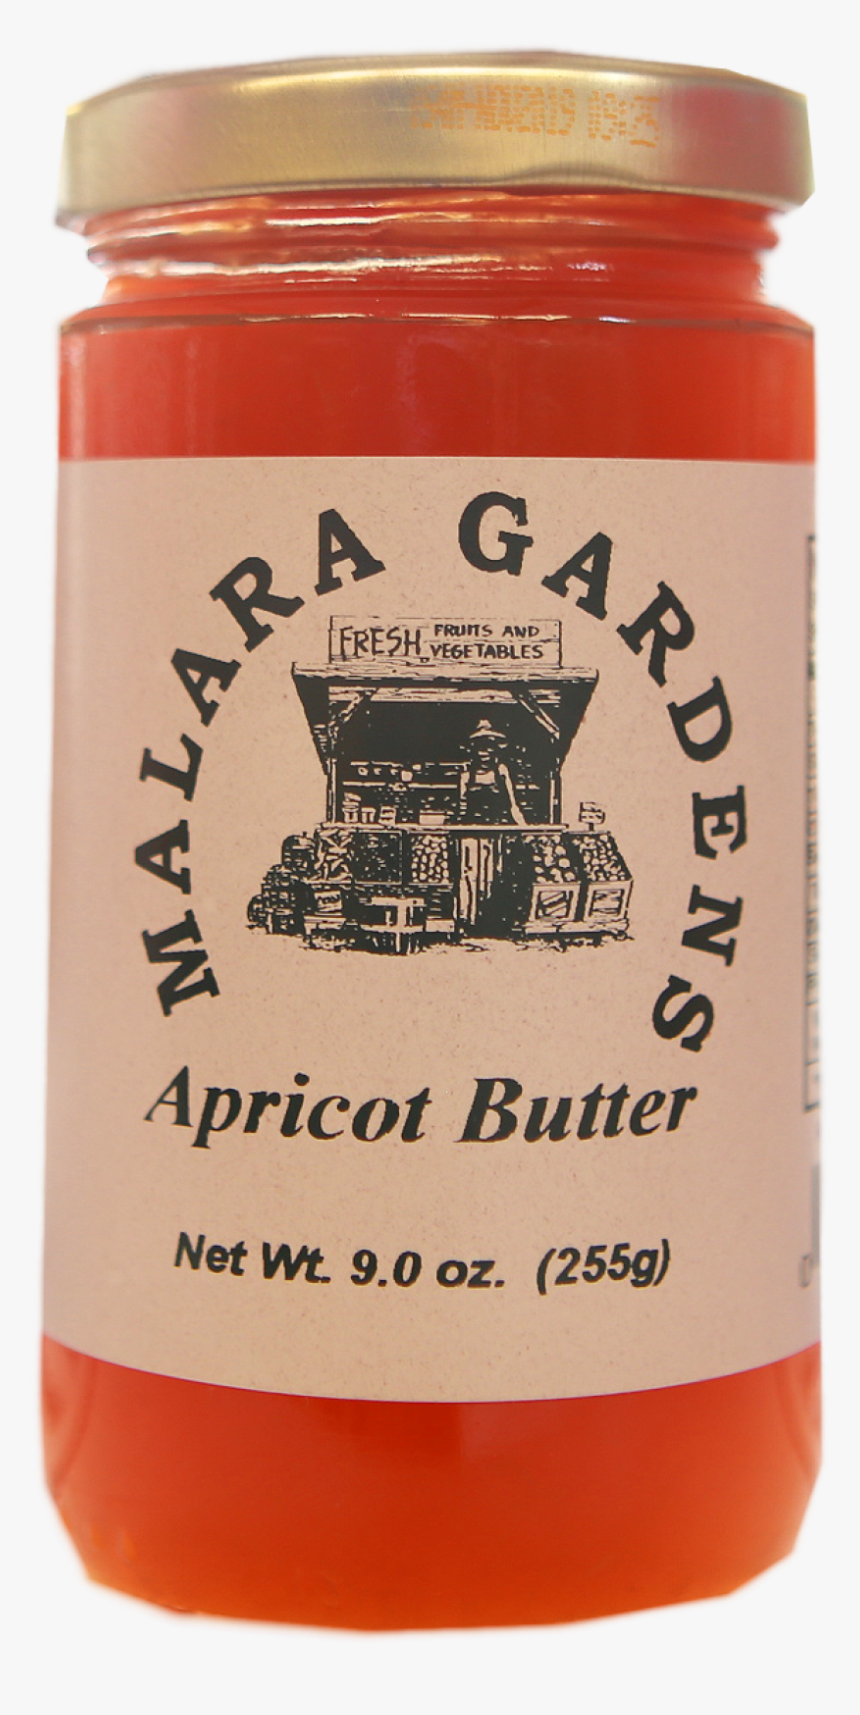 MALARA GARDENS
FRESH FRUITS AND VEGETABLES
Apricot Butter
Net Wt. 9.0 oz. (255g)